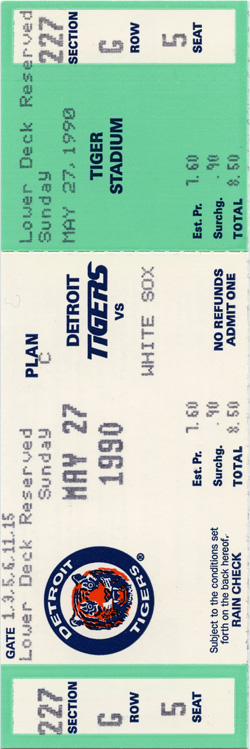 Lower Deck Reserved
Sunday
MAY 27, 1990
TIGER
STADIUM
227
SECTION
G
ROW
5
SEAT
Est. Pr. 7.60
Surchg. .90
TOTAL 8.50
GATE 1,3,5,6,11,15
Lower Deck Reserved
Sunday
PLAN
C
MAY 27
1990
DETROIT
TIGERS
VS
WHITE SOX
Est. Pr. 7.60
Surchg. .90
TOTAL 8.50
NO REFUNDS
ADMIT ONE
DETROIT
TIGERS
®
Subject to the conditions set
forth on the back hereof.
RAIN CHECK
227
SECTION
G
ROW
5
SEAT